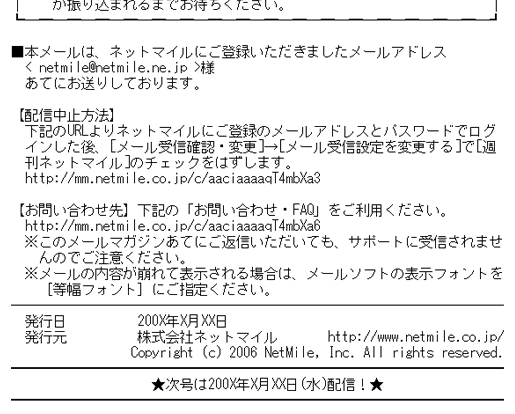 が振り込まれるまでお待ちください。
■本メールは、ネットマイルにご登録いただきましたメールアドレス
< netmile@netmile.ne.jp >様
あてにお送りしております。
【配信中止方法】
下記のURLよりネットマイルにご登録のメールアドレスとパスワードでログ
インした後、[メール受信確認・変更]→[メール受信設定を変更する]で[週
刊ネットマイル]のチェックをはずします。
http://mm.netmile.co.jp/c/aaciaaaaqT4mbXa3
【お問い合わせ先】下記の「お問い合わせ・FAQ」をご利用ください。
http://mm.netmile.co.jp/c/aaciaaaaqT4mbXa6
※このメールマガジンあてにご返信いただいても、サポートに受信されませ
んのでご注意ください。
※メールの内容が崩れて表示される場合は、メールソフトの表示フォントを
[等幅フォント] にご指定ください。
発行日 200X年X月XX日
発行元 株式会社ネットマイル http://www.netmile.co.jp/
Copyright (c) 2006 NetMile, Inc. All rights reserved.
★次号は200X年X月XX日(水)配信！★